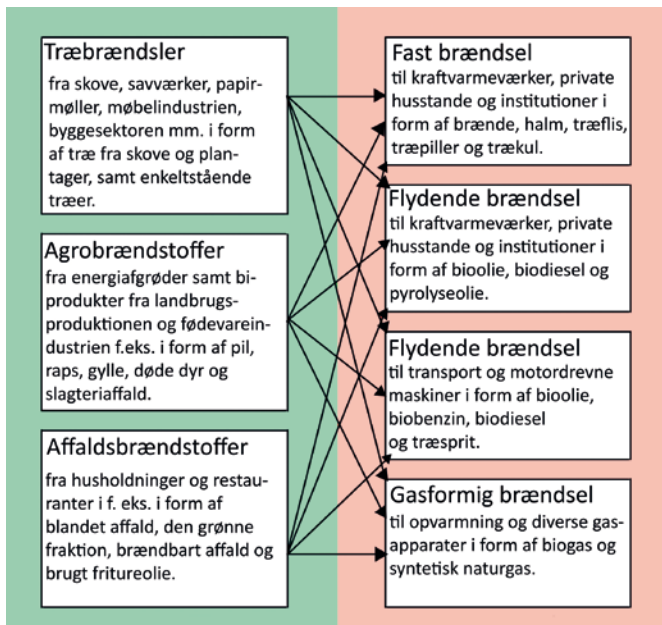 Træbrændsler
fra skove, savværker, papir-
møller, møbelindustrien,
byggesektoren mm. i form
af træ fra skove og plan-
tager, samt enkeltstående
træer.
Agrobrændstoffer
fra energiafgrøder samt bi-
produkter fra landbrugs-
produktionen og fødevarein-
dustrien f.eks. i form af pil,
raps, gylle, døde dyr og
slagteriaffald.
Affaldsbrændstoffer
fra husholdninger og restau-
ranter i f. eks. i form af
blandet affald, den grønne
fraktion, brændbart affald og
brugt fritureolie.
Fast brændsel
til kraftvarmeværker, private
husstande og institutioner i
form af brænde, halm, træflis,
træpiller og trækul.
Flydende brændsel
til kraftvarmeværker, private
husstande og institutioner i
form af bioolie, biodiesel og
pyrolyseolie.
Flydende brændsel
til transport og motordrevne
maskiner i form af bioolie,
biobenzin, biodiesel
og træsprit.
Gasformig brændsel
til opvarmning og diverse gas-
apparater i form af biogas og
syntetisk naturgas.